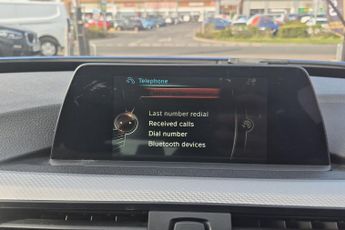 Telephone
Last number redial
Received calls
Dial number
Bluetooth devices